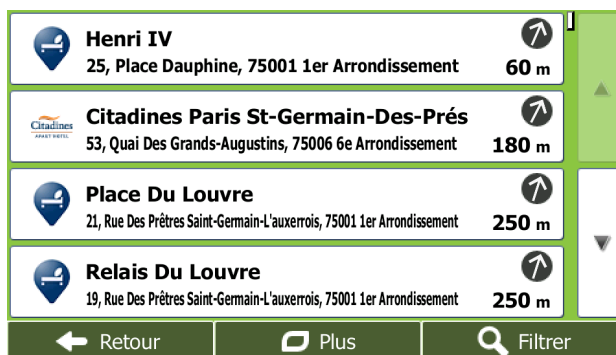 Henri IV
25, Place Dauphine, 75001 1er Arrondissement
60 m
Citadines
APART'HOTEL
Citadines Paris St-Germain-Des-Prés
53, Quai Des Grands-Augustins, 75006 6e Arrondissement
180 m
Place Du Louvre
21, Rue Des Prêtres Saint-Germain-L'auxerrois, 75001 1er Arrondissement
250 m
Relais Du Louvre
19, Rue Des Prêtres Saint-Germain-L'auxerrois, 75001 1er Arrondissement
250 m
Retour
Plus
Filtrer